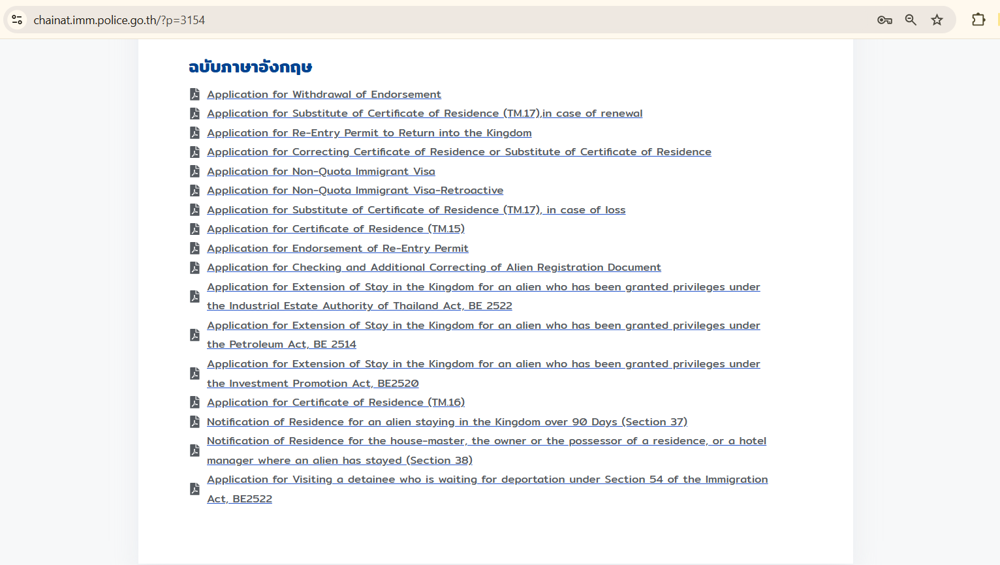 chainat.imm.police.go.th/?p=3154
ฉบับภาษาอังกฤษ
Application for Withdrawal of Endorsement
Application for Substitute of Certificate of Residence (TM.17),in case of renewal
Application for Re-Entry Permit to Return into the Kingdom
Application for Correcting Certificate of Residence or Substitute of Certificate of Residence
Application for Non-Quota Immigrant Visa
Application for Non-Quota Immigrant Visa-Retroactive
Application for Substitute of Certificate of Residence (TM.17), in case of loss
Application for Certificate of Residence (TM.15)
Application for Endorsement of Re-Entry Permit
Application for Checking and Additional Correcting of Alien Registration Document
Application for Extension of Stay in the Kingdom for an alien who has been granted privileges under
the Industrial Estate Authority of Thailand Act, BE 2522
Application for Extension of Stay in the Kingdom for an alien who has been granted privileges under
the Petroleum Act, BE 2514
Application for Extension of Stay in the Kingdom for an alien who has been granted privileges under
the Investment Promotion Act, BE2520
Application for Certificate of Residence (TM.16)
Notification of Residence for an alien staying in the Kingdom over 90 Days (Section 37)
Notification of Residence for the house-master, the owner or the possessor of a residence, or a hotel
manager where an alien has stayed (Section 38)
Application for Visiting a detainee who is waiting for deportation under Section 54 of the Immigration
Act, BE2522